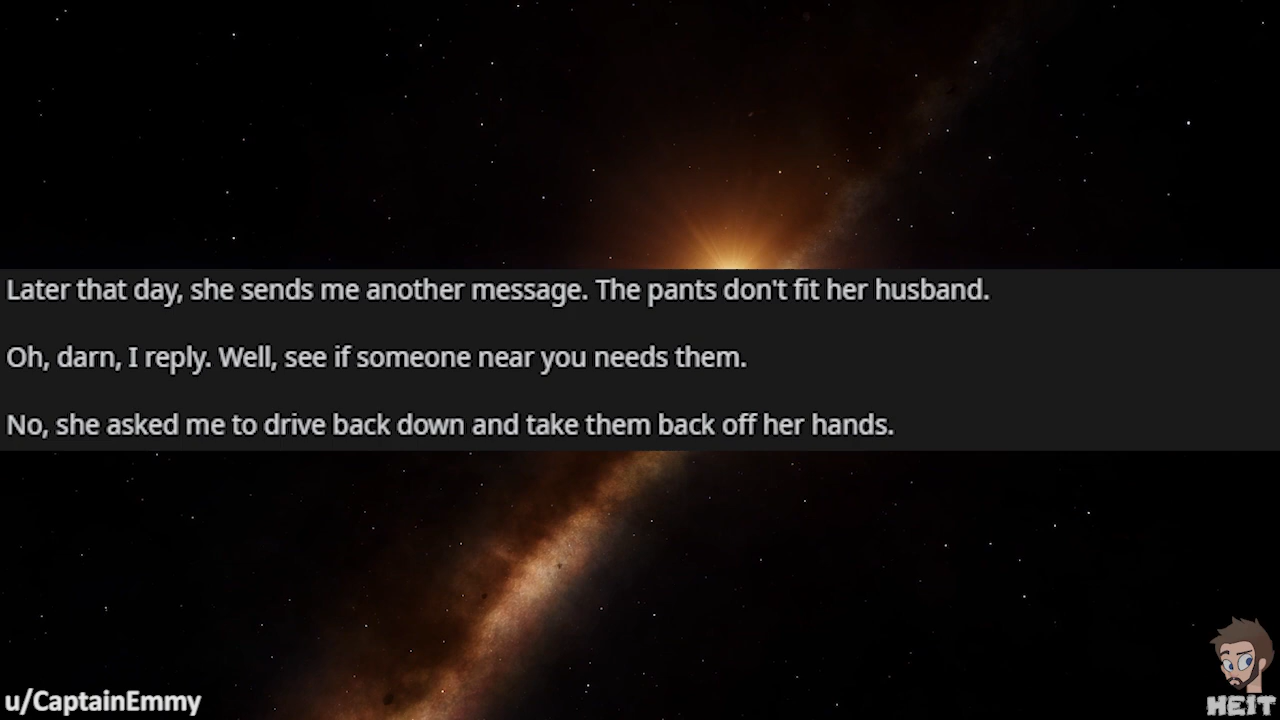 Later that day, she sends me another message. The pants don't fit her husband.
Oh, darn, I reply. Well, see if someone near you needs them.
No, she asked me to drive back down and take them back off her hands.
u/CaptainEmmy
HEIT